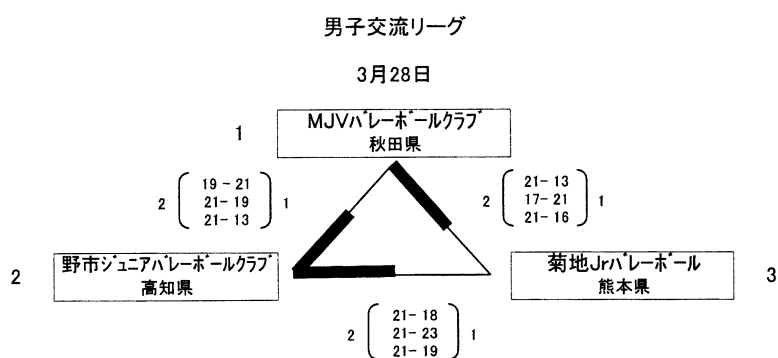 男子交流リーグ
3月28日
1
MJVバレーボールクラブ
秋田県
2 19-21 1
21-19
21-13
2 21-13 1
17-21
21-16
2
野市ジュニアバレーボールクラブ
高知県
菊地Jrバレーボール
熊本県
3
2 21-18 1
21-23
21-19